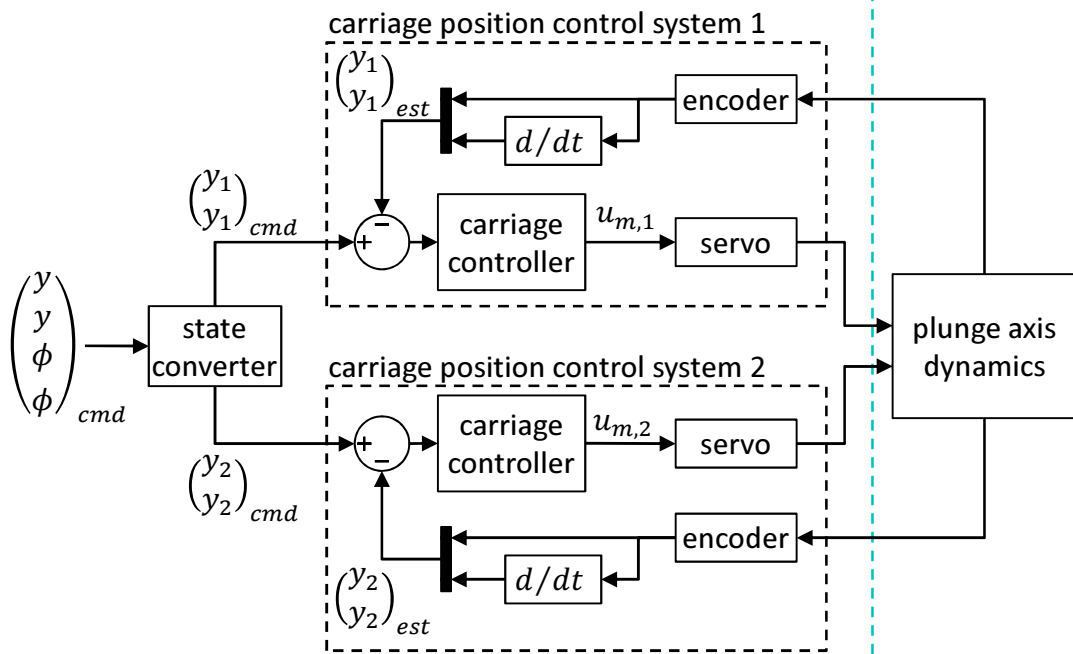 carriage position control system 1
(y₁
y₁)est
encoder
d/dt
(y₁
y₁)cmd
−
+
carriage
controller
uₘ,₁
servo
(y
y
ϕ
ϕ)cmd
state
converter
plunge axis
dynamics
carriage position control system 2
+
−
carriage
controller
uₘ,₂
servo
(y₂
y₂)cmd
encoder
d/dt
(y₂
y₂)est